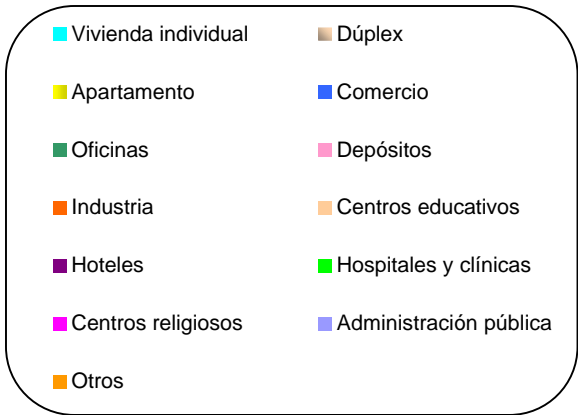 Vivienda individual Dúplex
Apartamento Comercio
Oficinas Depósitos
Industria Centros educativos
Hoteles Hospitales y clínicas
Centros religiosos Administración pública
Otros